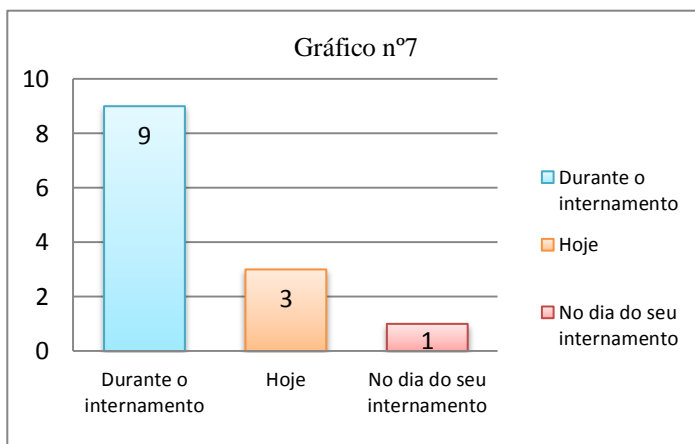 Gráfico nº7
10
8
6
4
2
0
9
3
1
Durante o
internamento
Hoje
No dia do seu
internamento
Durante o
internamento
Hoje
No dia do seu
internamento